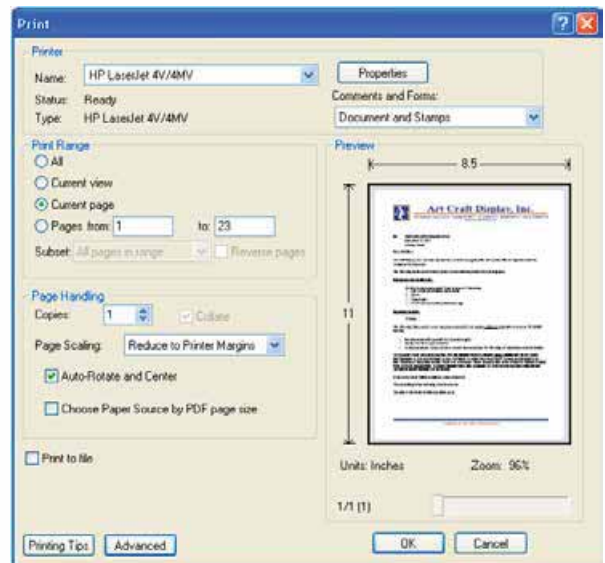 Print
Printer
Name: HP LaserJet 4V/4MV
Properties
Status: Ready
Comments and Forms:
Type: HP LaserJet 4V/4MV
Document and Stamps
Print Range
All
Current view
Current page
Pages from: 1 to: 23
Subset: All pages in range Reverse pages
Page Handling
Copies: 1 Collate
Page Scaling: Reduce to Printer Margins
Auto-Rotate and Center
Choose Paper Source by PDF page size
Print to file
Preview
8.5
11
Art Craft Display, Inc.
Units: Inches Zoom: 96%
1/1 (1)
Printing Tips Advanced OK Cancel